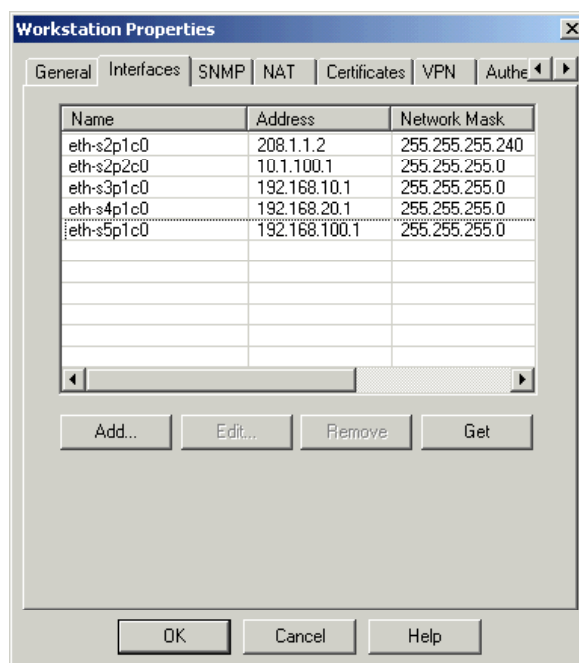 Workstation Properties
General Interfaces SNMP NAT Certificates VPN Authe
Name Address Network Mask
eth-s2p1c0 208.1.1.2 255.255.255.240
eth-s2p2c0 10.1.100.1 255.255.255.0
eth-s3p1c0 192.168.10.1 255.255.255.0
eth-s4p1c0 192.168.20.1 255.255.255.0
eth-s5p1c0 192.168.100.1 255.255.255.0
Add... Edit... Remove Get
OK Cancel Help